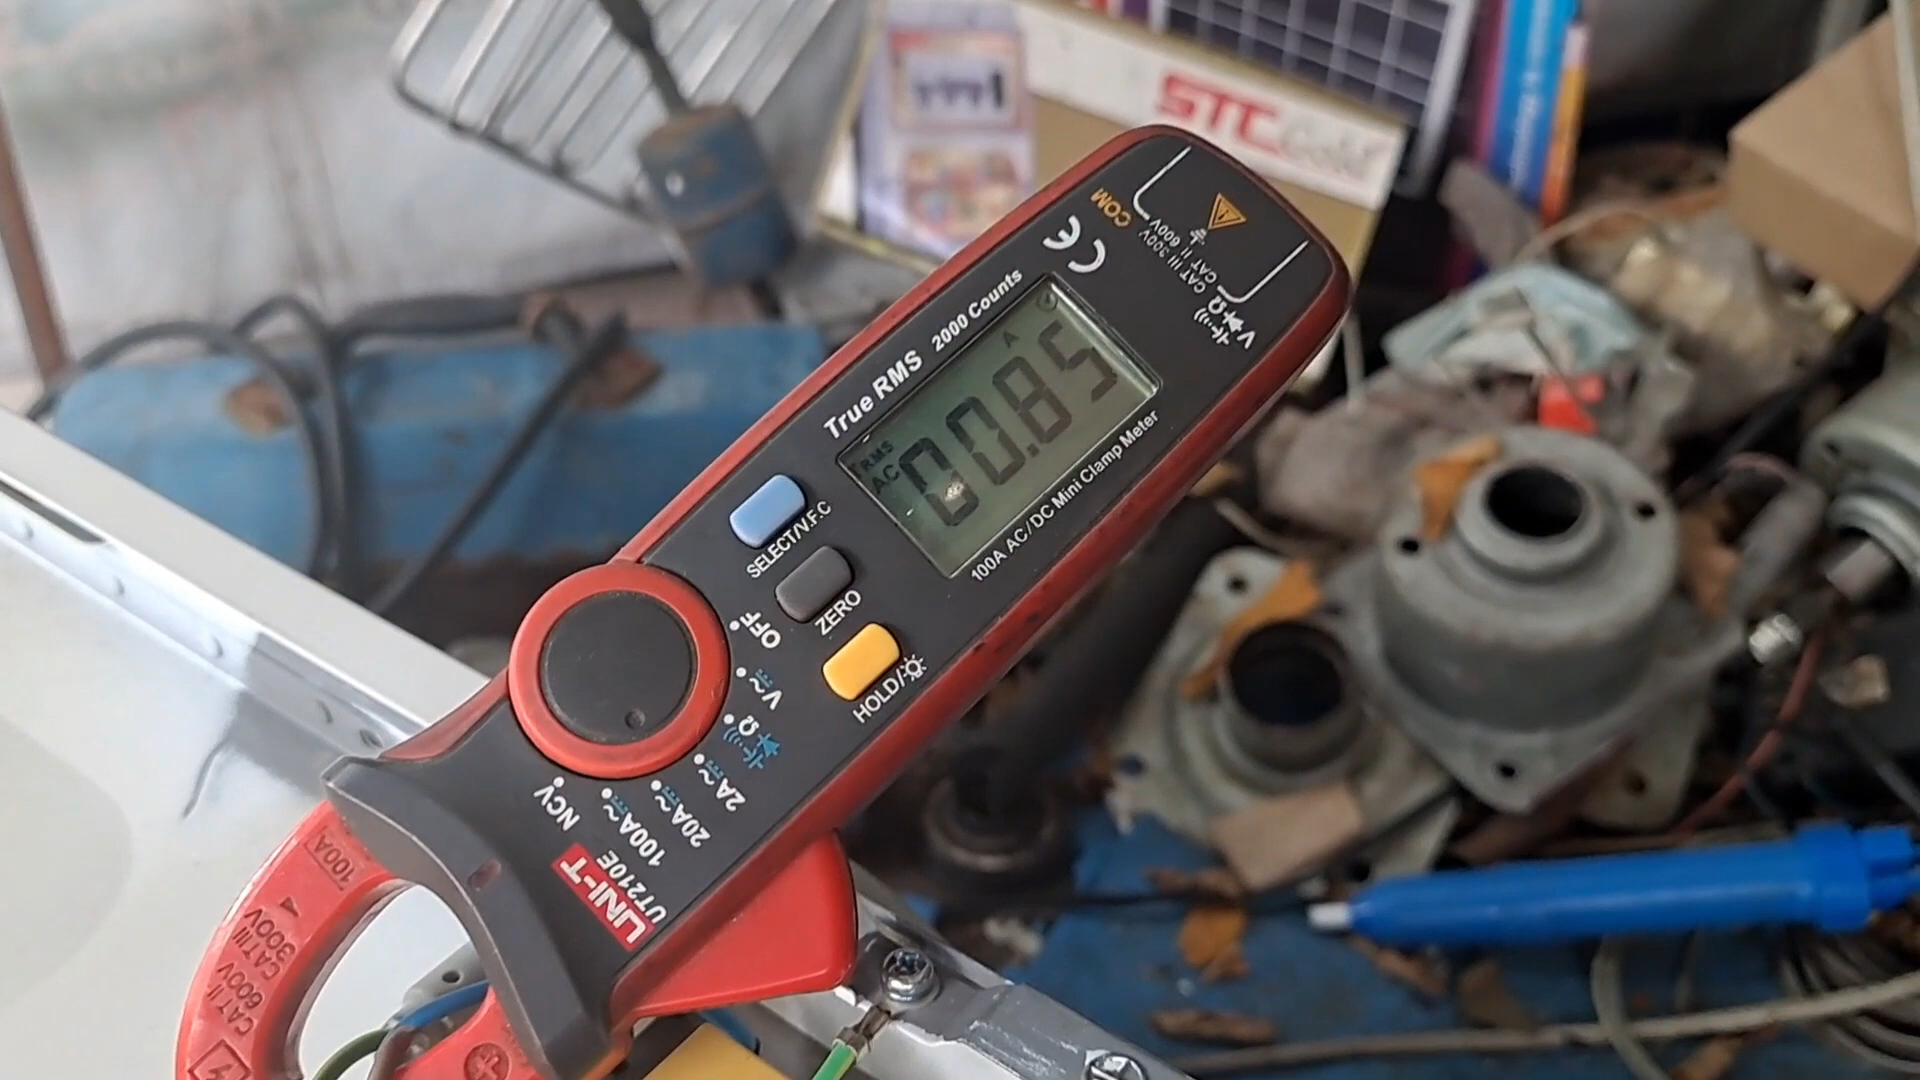 STC Gold
COM
CAT III 300V
CAT II 600V
VΩ
CE
True RMS 2000 Counts
RMS
AC
A
00.85
100A AC/DC Mini Clamp Meter
SELECT/V.F.C
ZERO
HOLD/
OFF
V~
Ω
2A~
20A~
100A~
NCV
UNI-T
UT210E
100A
CAT III
300V
CAT II
600V